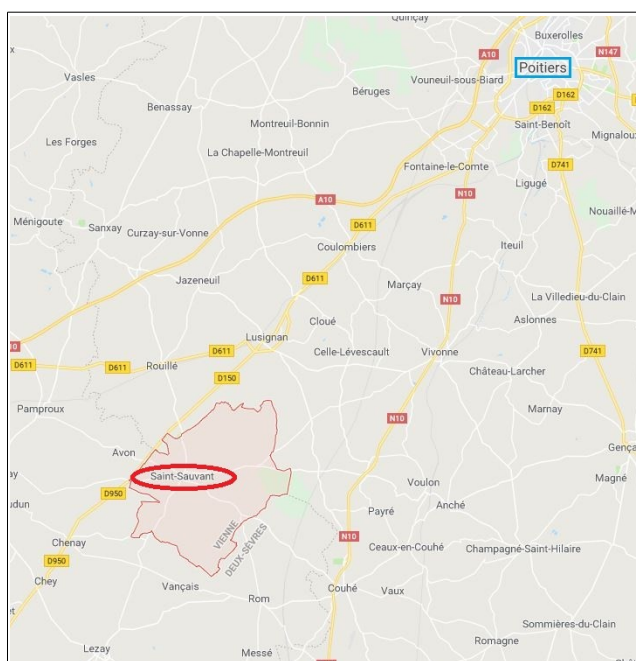 Quinçay
Buxerolles
A10
N147
Poitiers
Vasles
Vouneuil-sous-Biard
Béruges
D162
D162
Benassay
Montreuil-Bonnin
Saint-Benoît
Mignaloux
Les Forges
La Chapelle-Montreuil
D741
Fontaine-le-Comte
Ligugé
N10
A10
Nouaillé-M
Ménigoute
Sanxay
Curzay-sur-Vonne
D611
Coulombiers
Iteuil
D611
Jazeneuil
Marçay
La Villedieu-du-Clain
N10
Cloué
Aslonnes
Lusignan
10
D611
D611
D611
Rouillé
Celle-Lévescault
Vivonne
D741
D150
Château-Larcher
Pamproux
Marnay
N10
Avon
Gença
Saint-Sauvant
ay
Magné
Voulon
D950
udun
Payré
Anché
VIENNE
DEUX-SÈVRES
N10
Chenay
Ceaux-en-Couhé
Champagné-Saint-Hilaire
D950
Chey
Vançais
Couhé
Vaux
Rom
Sommières-du-Clain
Romagne
Lezay
Messé
N10